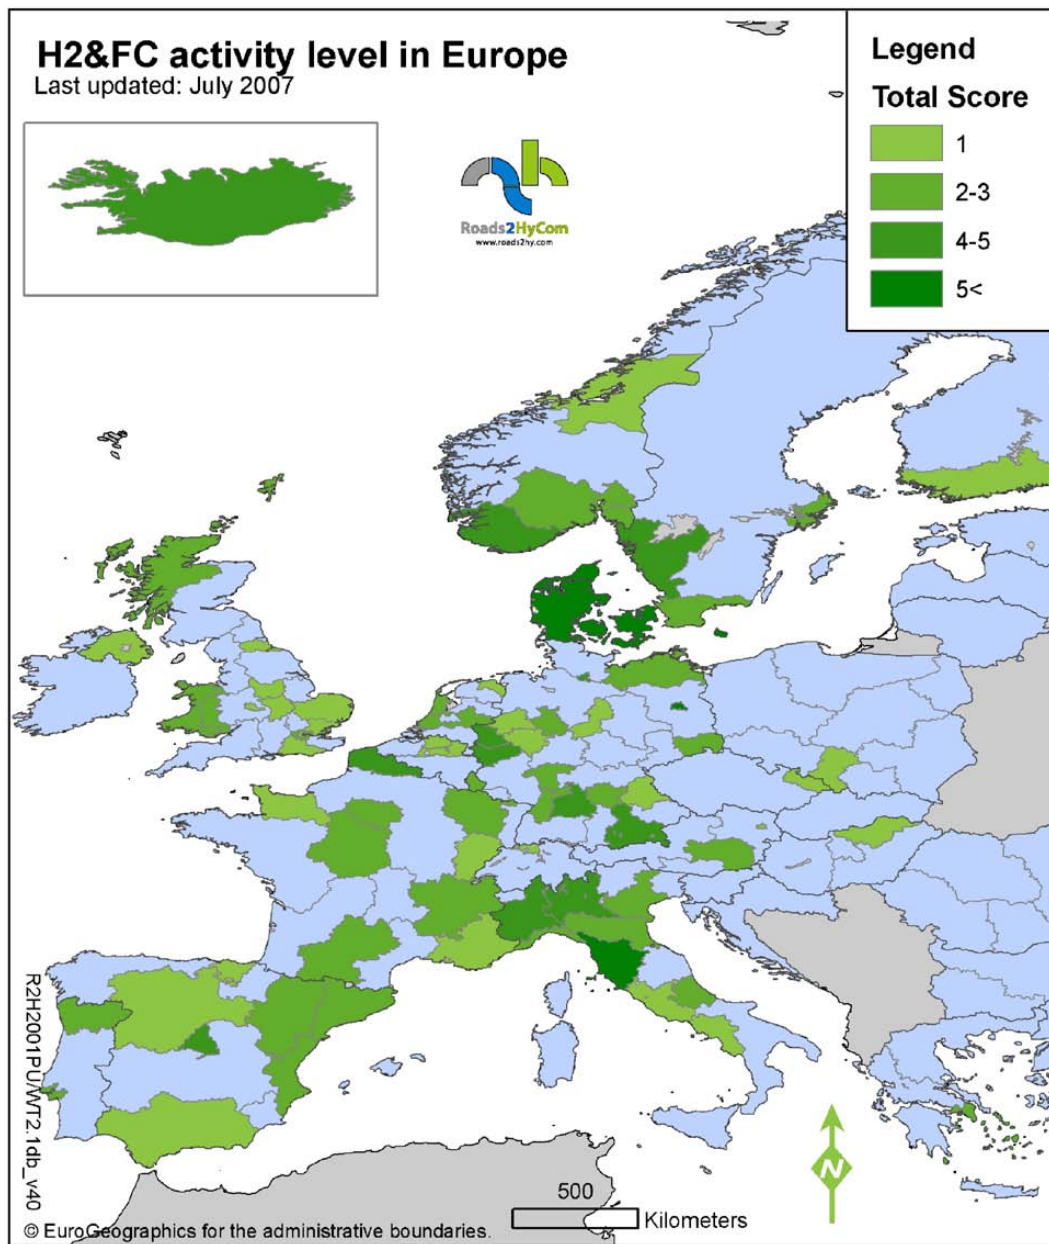 H2&FC activity level in Europe
Last updated: July 2007
Legend
Total Score
1
2-3
4-5
5<
Roads2HyCom
www.roads2hy.com
R2H2001PU/WT2.1db_v40
N
500
Kilometers
© EuroGeographics for the administrative boundaries.